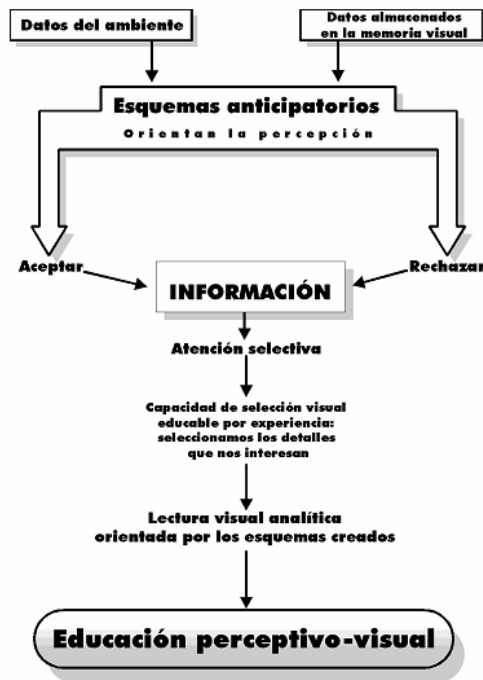 Datos del ambiente
Datos almacenados
en la memoria visual
Esquemas anticipatorios
Orientan la percepción
Aceptar
Rechazar
INFORMACIÓN
Atención selectiva
Capacidad de selección visual
educable por experiencia:
seleccionamos los detalles
que nos interesan
Lectura visual analítica
orientada por los esquemas creados
Educación perceptivo-visual